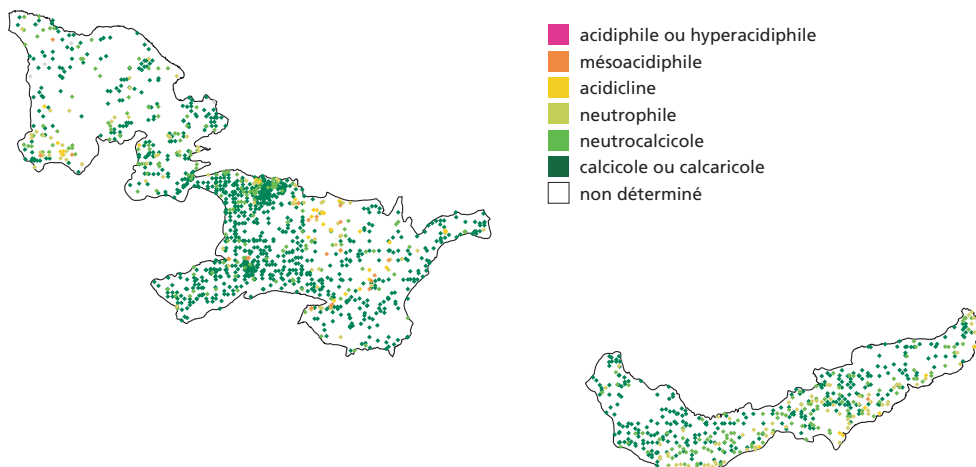 acidiphile ou hyperacidiphile
mésoacidiphile
acidicline
neutrophile
neutrocalcicole
calcicole ou calcaricole
non déterminé